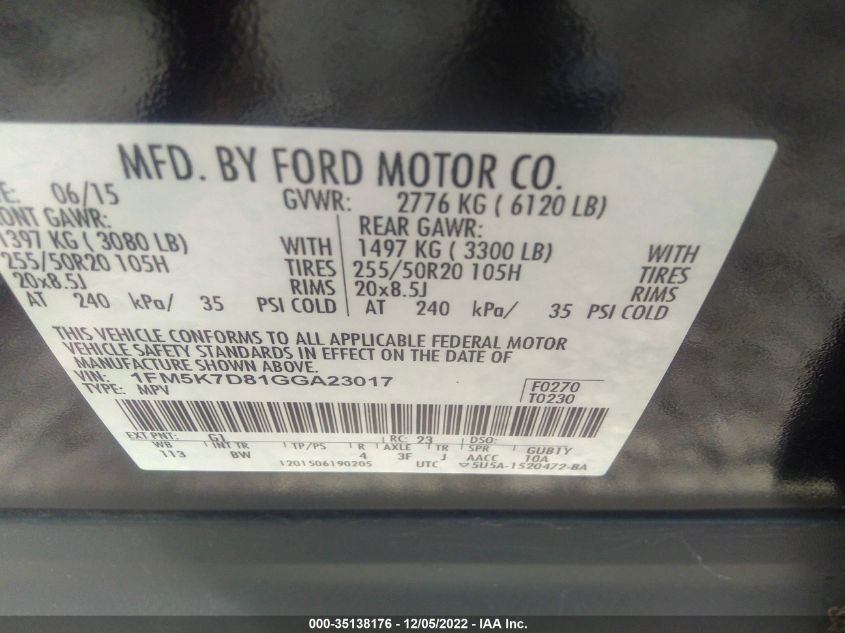 MFD. BY FORD MOTOR CO.
E: 06/15 GVWR: 2776 KG ( 6120 LB)
ONT GAWR: REAR GAWR:
1397 KG ( 3080 LB) WITH 1497 KG ( 3300 LB) WITH
255/50R20 105H TIRES 255/50R20 105H TIRES
20x8.5J RIMS 20x8.5J RIMS
AT 240 kPa/ 35 PSI COLD AT 240 kPa/ 35 PSI COLD
THIS VEHICLE CONFORMS TO ALL APPLICABLE FEDERAL MOTOR
VEHICLE SAFETY STANDARDS IN EFFECT ON THE DATE OF
MANUFACTURE SHOWN ABOVE.
VIN: 1FM5K7D81GGA23017 F0270
TYPE: MPV T0230
EXT PNT: G1 RC: 23 DSO:
WB INT TR TP/PS R AXLE TR SPR GUBTY
113 BW 4 3F J AACC 10A
1201506190205 UTC 5U5A-1520472-BA
000-35138176 - 12/05/2022 - IAA Inc.